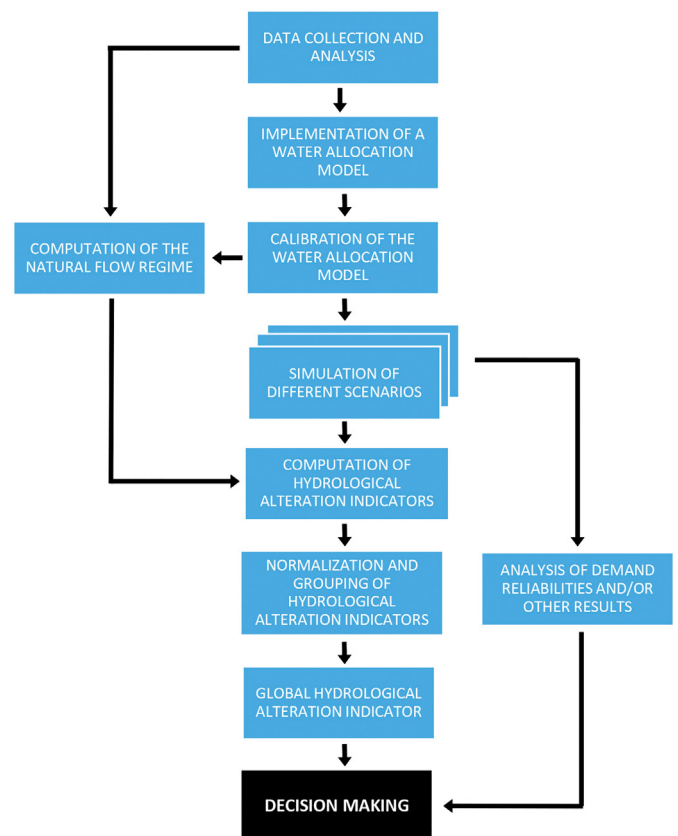 DATA COLLECTION AND
ANALYSIS
IMPLEMENTATION OF A
WATER ALLOCATION
MODEL
COMPUTATION OF THE
NATURAL FLOW REGIME
CALIBRATION OF THE
WATER ALLOCATION
MODEL
SIMULATION OF
DIFFERENT SCENARIOS
COMPUTATION OF
HYDROLOGICAL
ALTERATION INDICATORS
NORMALIZATION AND
GROUPING OF
HYDROLOGICAL
ALTERATION INDICATORS
ANALYSIS OF DEMAND
RELIABILITIES AND/OR
OTHER RESULTS
GLOBAL HYDROLOGICAL
ALTERATION INDICATOR
DECISION MAKING